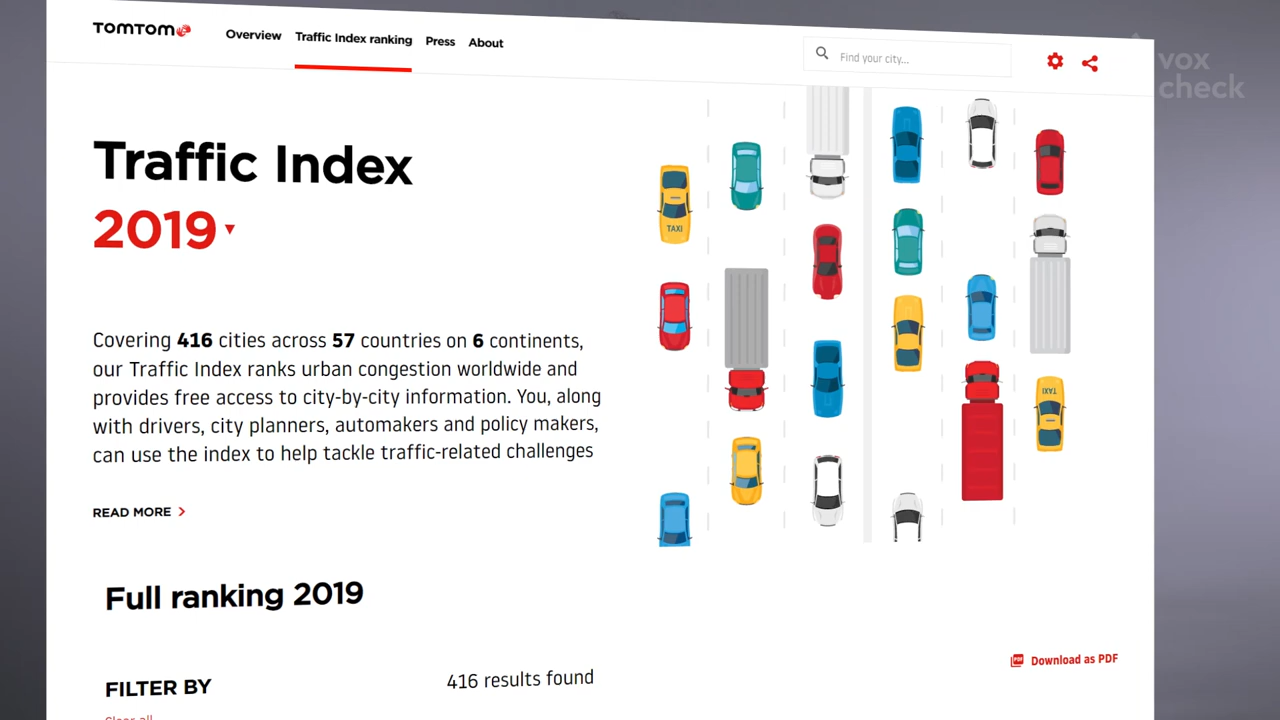 TOMTOM
Overview
Traffic Index ranking
Press
About
Find your city...
vox
check
Traffic Index
2019
Covering 416 cities across 57 countries on 6 continents,
our Traffic Index ranks urban congestion worldwide and
provides free access to city-by-city information. You, along
with drivers, city planners, automakers and policy makers,
can use the index to help tackle traffic-related challenges
READ MORE
TAXI
TAXI
Full ranking 2019
PDF
Download as PDF
FILTER BY
416 results found
Clear all